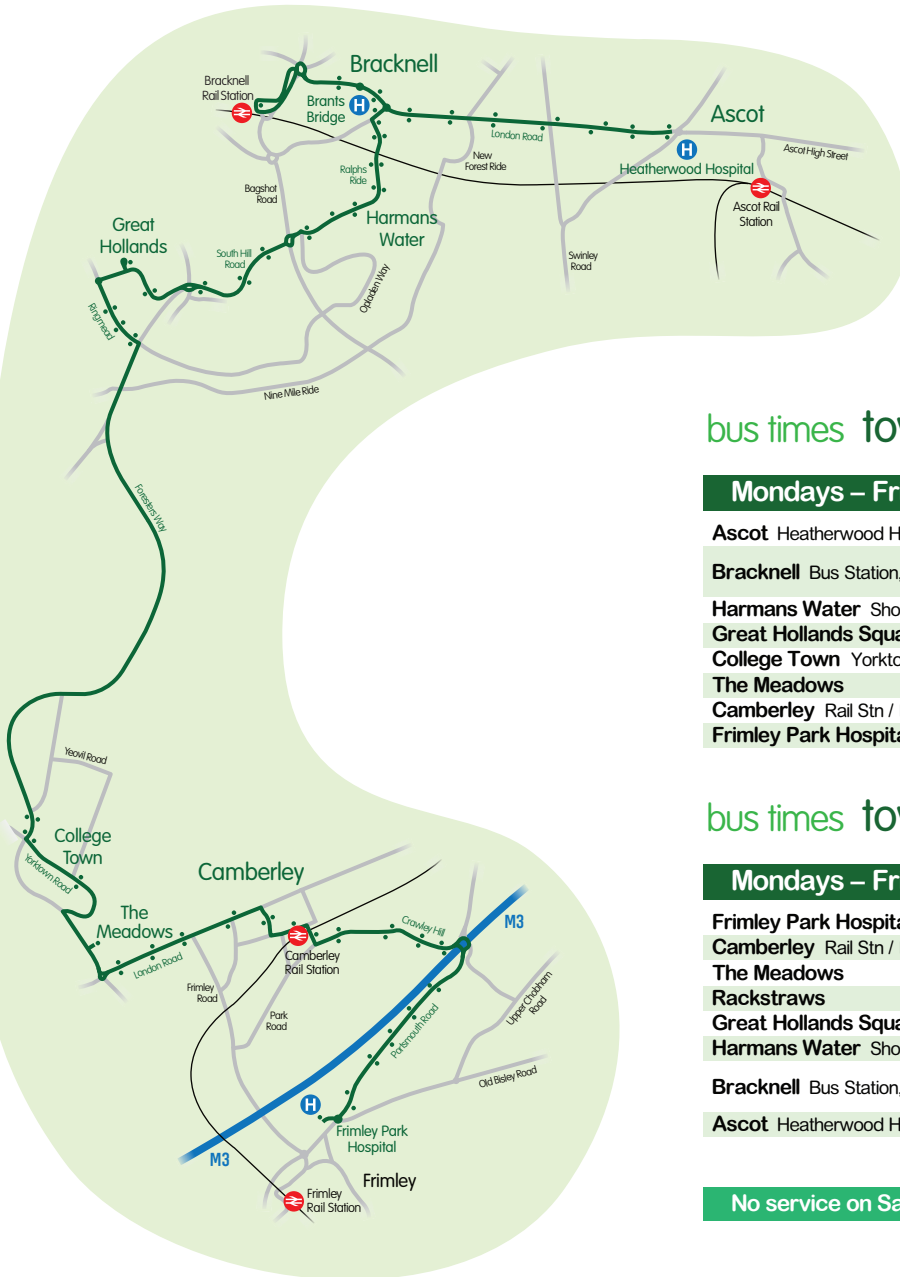 Bracknell
Bracknell
Rail Station
Brants
Bridge
H
Ascot
London Road
Ascot High Street
H
Heatherwood Hospital
New
Forest Ride
Ralphs
Ride
Bagshot
Road
Ascot Rail
Station
Great
Hollands
Harmans
Water
South Hill
Road
Swinley
Road
Opladen Way
Ringmead
Nine Mile Ride
Foresters Way
Yeovil Road
College
Town
Yorktown Road
The
Meadows
London Road
Camberley
Camberley
Rail Station
Crawley Hill
M3
Frimley
Road
Park
Road
Upper Chobham
Road
Portsmouth Road
Old Bisley Road
H
Frimley Park
Hospital
M3
Frimley
Frimley
Rail Station
bus times tow
Mondays – Fr
Ascot Heatherwood H
Bracknell Bus Station,
Harmans Water Sho
Great Hollands Squa
College Town Yorkto
The Meadows
Camberley Rail Stn /
Frimley Park Hospita
bus times tow
Mondays – Fr
Frimley Park Hospita
Camberley Rail Stn /
The Meadows
Rackstraws
Great Hollands Squa
Harmans Water Sho
Bracknell Bus Station,
Ascot Heatherwood H
No service on Sa